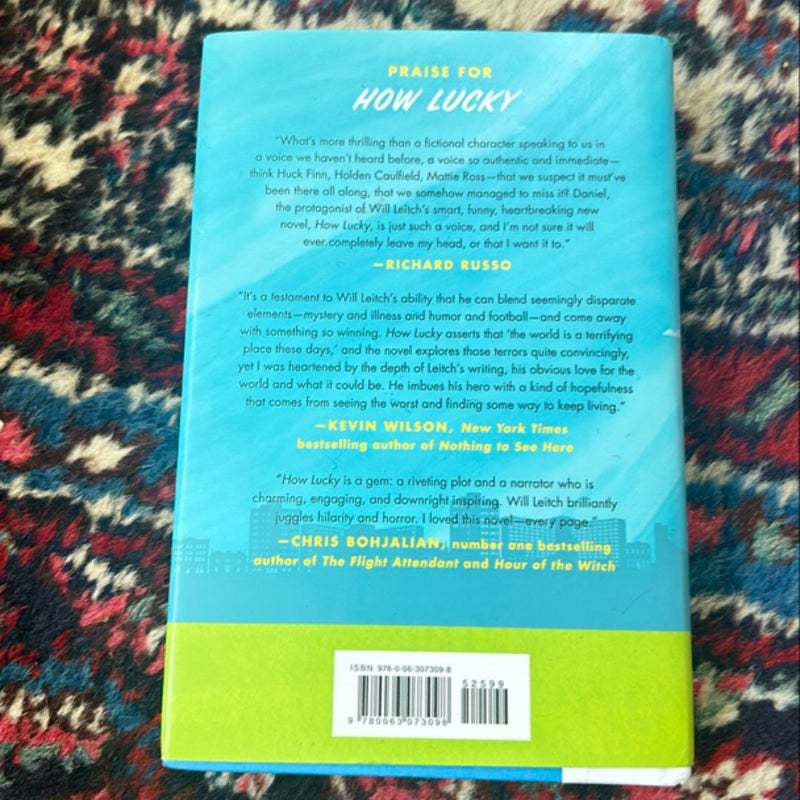 PRAISE FOR
HOW LUCKY
“What’s more thrilling than a fictional character speaking to us in
a voice we haven’t heard before, a voice so authentic and immediate—
think Huck Finn, Holden Caulfield, Mattie Ross—that we suspect it must’ve
been there all along, that we somehow managed to miss it? Daniel,
the protagonist of Will Leitch’s smart, funny, heartbreaking new
novel, How Lucky, is just such a voice, and I’m not sure it will
ever completely leave my head, or that I want it to.”
—RICHARD RUSSO
“It’s a testament to Will Leitch’s ability that he can blend seemingly disparate
elements—mystery and illness and humor and football—and come away
with something so winning. How Lucky asserts that ‘the world is a terrifying
place these days,’ and the novel explores those terrors quite convincingly,
yet I was heartened by the depth of Leitch’s writing, his obvious love for the
world and what it could be. He imbues his hero with a kind of hopefulness
that comes from seeing the worst and finding some way to keep living.”
—KEVIN WILSON, New York Times
bestselling author of Nothing to See Here
“How Lucky is a gem: a riveting plot and a narrator who is
charming, engaging, and downright inspiring. Will Leitch brilliantly
juggles hilarity and horror. I loved this novel—every page.”
—CHRIS BOHJALIAN, number one bestselling
author of The Flight Attendant and Hour of the Witch
ISBN 978-0-06-307309-8
52599
9 780063 073098